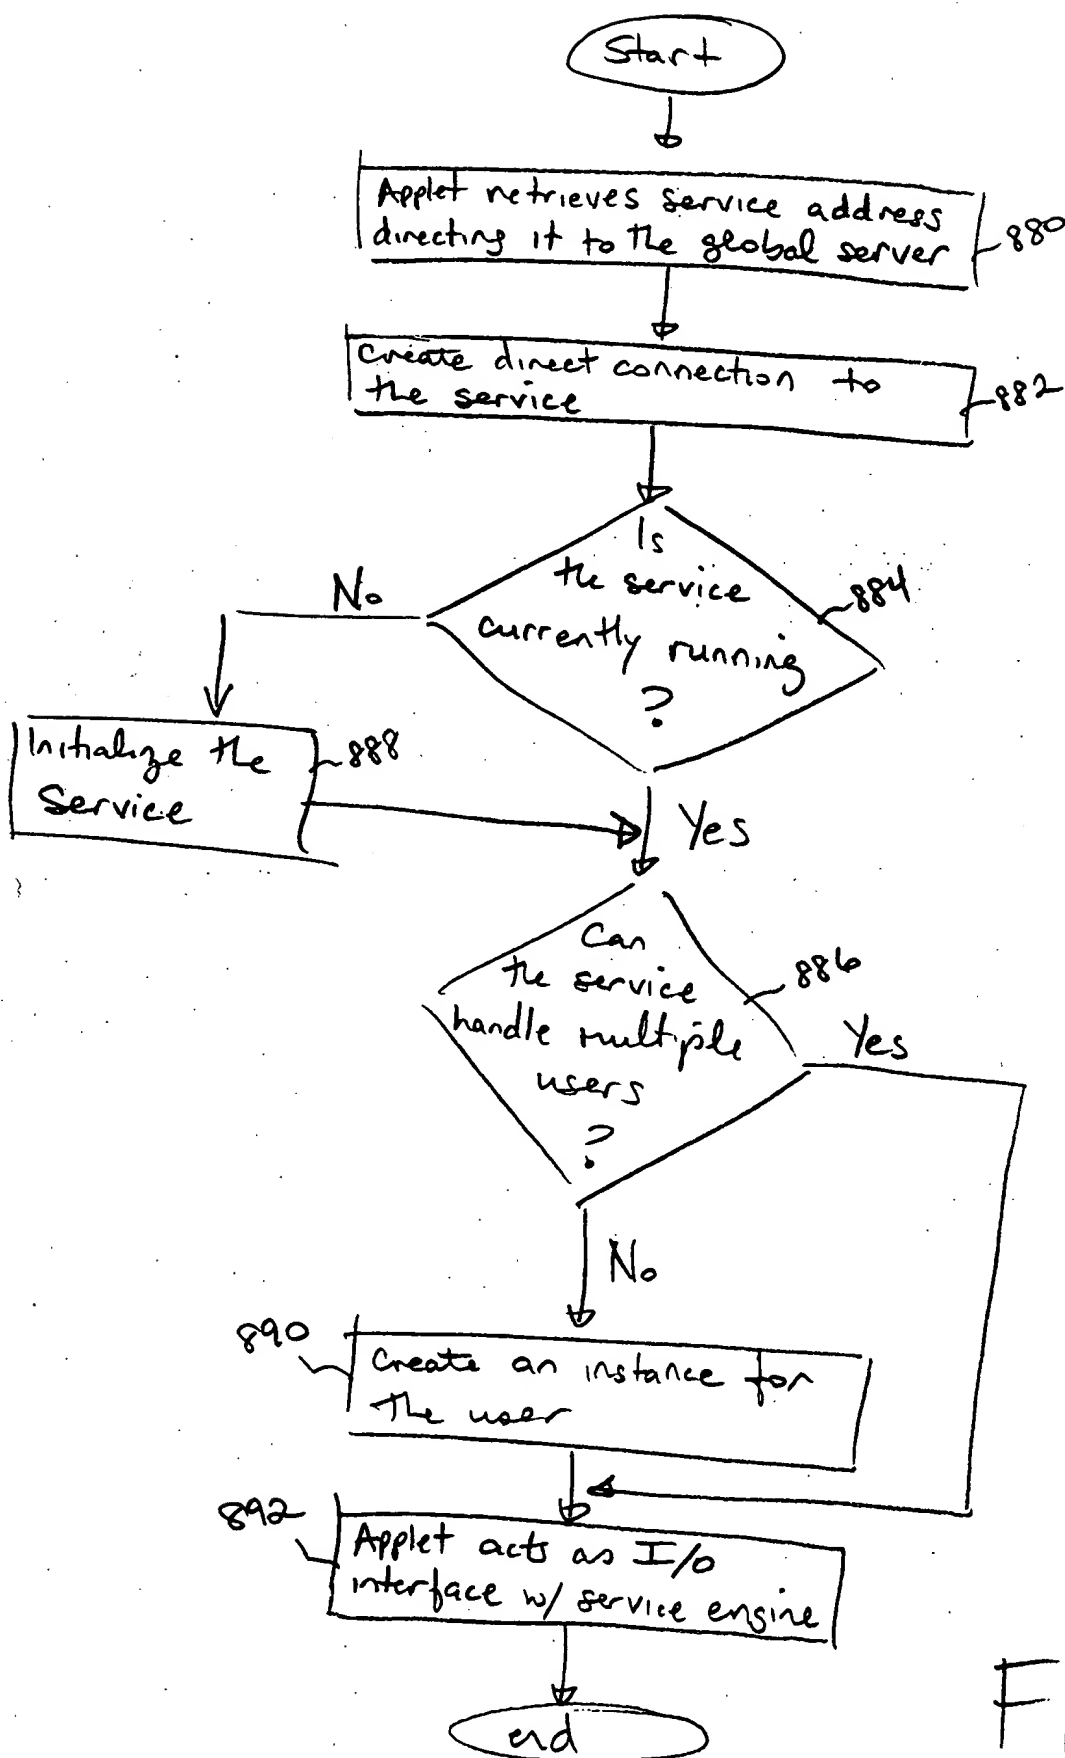 Start
Applet retrieves service address
directing it to the global server
880
Create direct connection to
the service
882
Is
the service
currently running
?
884
No
Initialize the
Service
888
Yes
Can
the service
handle multiple
users
?
886
Yes
No
890
Create an instance for
the user
892
Applet acts as I/O
interface w/ service engine
end
F